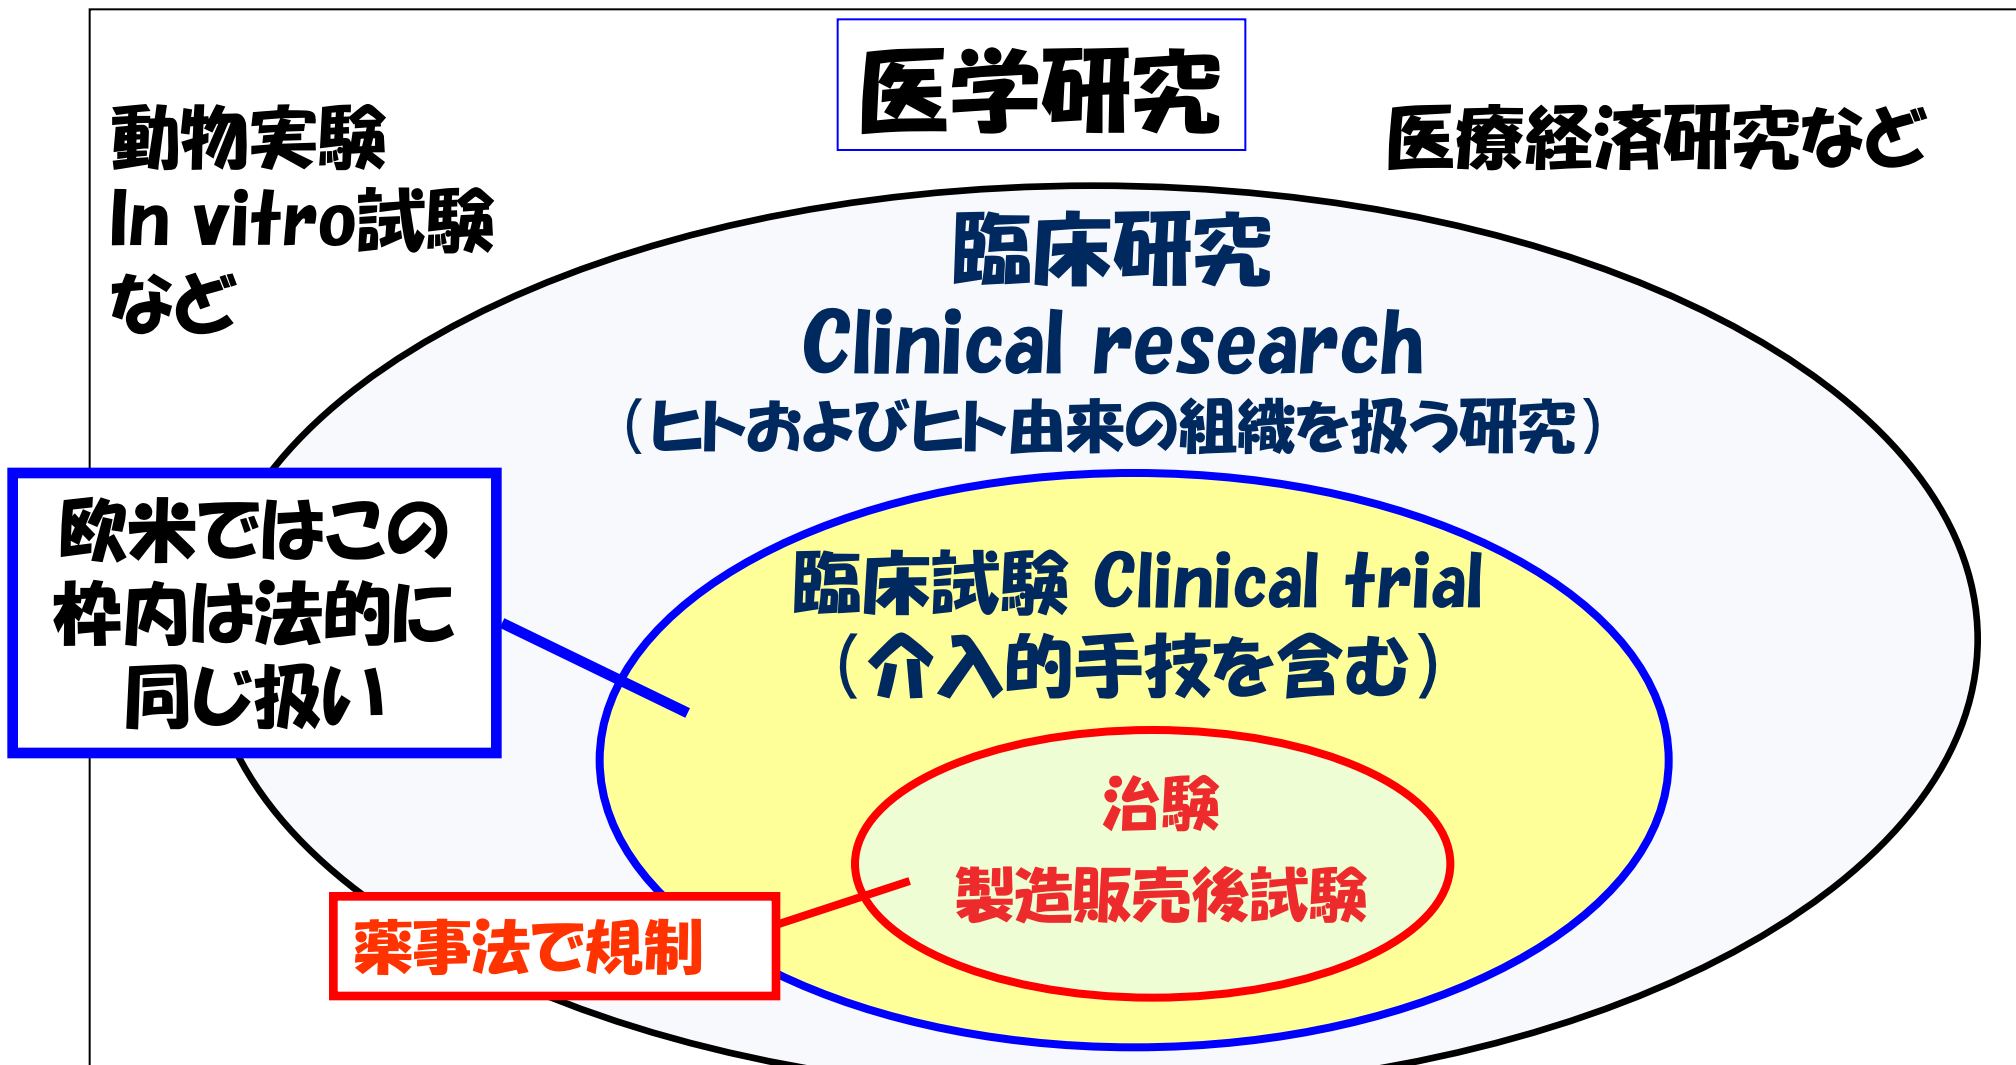 医学研究
動物実験
In vitro試験
など
医療経済研究など
臨床研究
Clinical research
（ヒトおよびヒト由来の組織を扱う研究）
欧米ではこの
枠内は法的に
同じ扱い
臨床試験 Clinical trial
（介入的手技を含む）
治験
製造販売後試験
薬事法で規制